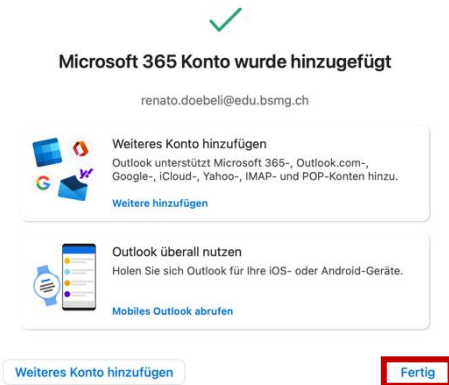 Microsoft 365 Konto wurde hinzugefügt
renato.doebeli@edu.bsmg.ch
Weiteres Konto hinzufügen
Outlook unterstützt Microsoft 365-, Outlook.com-,
Google-, iCloud-, Yahoo-, IMAP- und POP-Konten hinzu.
Weitere hinzufügen
Outlook überall nutzen
Holen Sie sich Outlook für Ihre iOS- oder Android-Geräte.
Mobiles Outlook abrufen
Weiteres Konto hinzufügen
Fertig